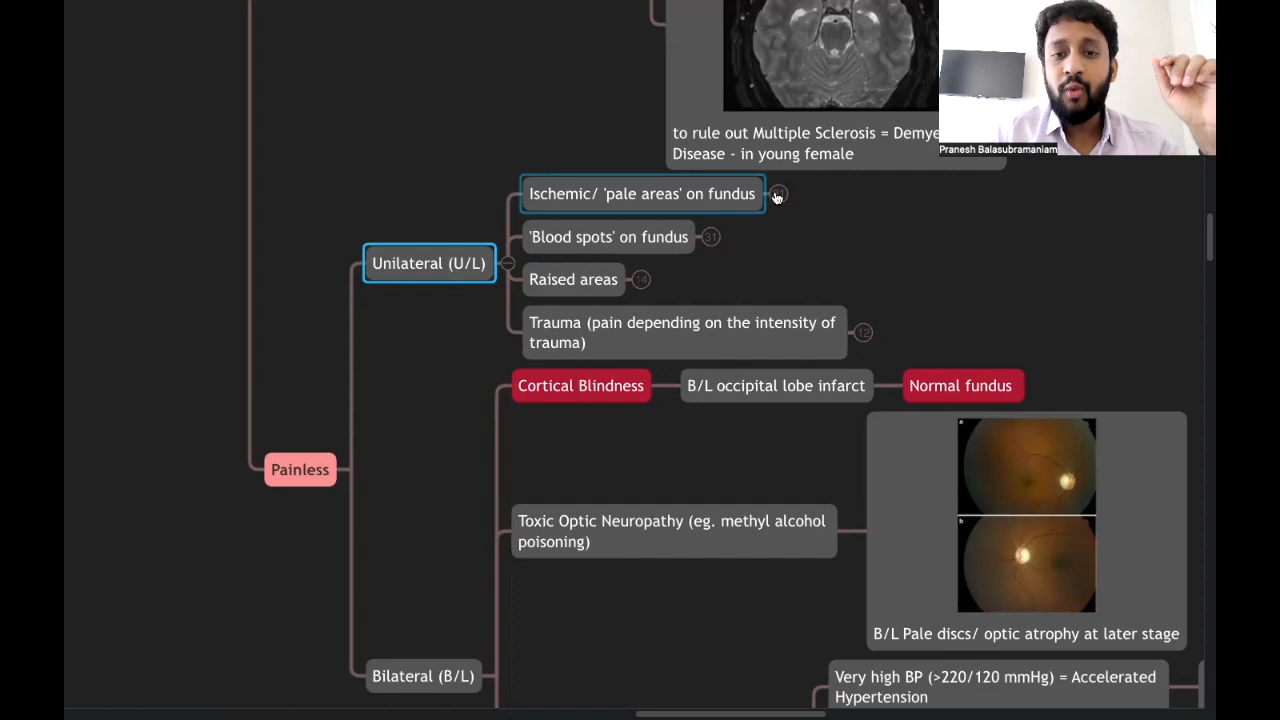 to rule out Multiple Sclerosis = Demye
Disease - in young female
Pranesh Balasubramaniam
Ischemic/ 'pale areas' on fundus
'Blood spots' on fundus
31
Unilateral (U/L)
Raised areas
14
Trauma (pain depending on the intensity of
trauma)
12
Cortical Blindness
B/L occipital lobe infarct
Normal fundus
Painless
a
Toxic Optic Neuropathy (eg. methyl alcohol
poisoning)
b
B/L Pale discs/ optic atrophy at later stage
Bilateral (B/L)
Very high BP (>220/120 mmHg) = Accelerated
Hypertension